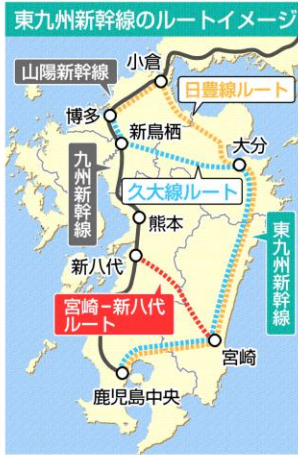 東九州新幹線のルートイメージ
小倉
山陽新幹線
日豊線ルート
博多
新鳥栖
大分
久大線ルート
九州新幹線
熊本
東九州新幹線
新八代
宮崎−新八代
ルート
宮崎
鹿児島中央